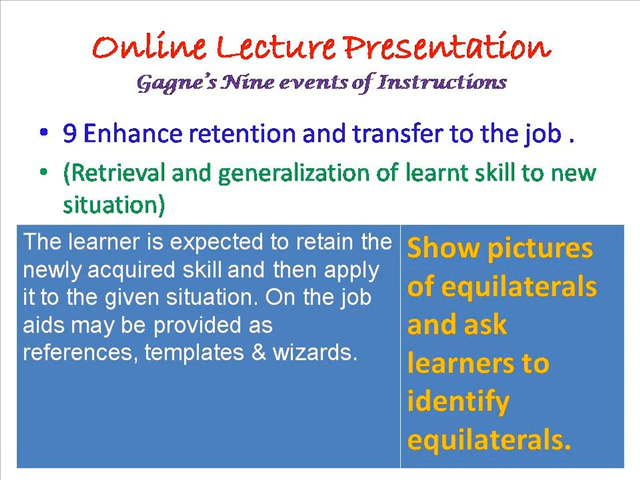 Online Lecture Presentation
Gagne's Nine events of Instructions
• 9 Enhance retention and transfer to the job .
• (Retrieval and generalization of learnt skill to new
situation)
The learner is expected to retain the
newly acquired skill and then apply
it to the given situation. On the job
aids may be provided as
references, templates & wizards.
Show pictures
of equilaterals
and ask
learners to
identify
equilaterals.